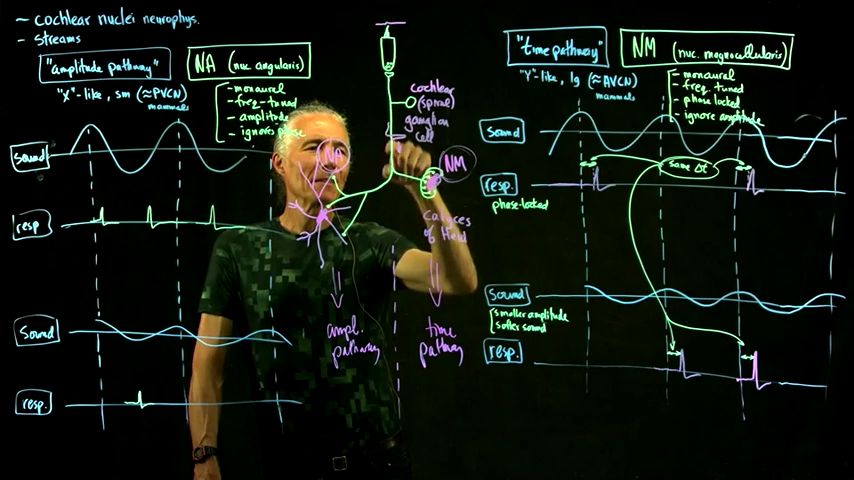 ~ cochlear nuclei neurophys.
- streams
"amplitude pathway"
NA (nuc. angularis)
"X"-like, sm (≈PVCN)
mammals
- monaural
- freq-tuned
- amplitude
- ignores phase
sound
resp
sound
resp.
cochlear
(spiral)
ganglion
cell
NA
NM
calyces
of Held
ampl.
pathway
time
pathway
"time pathway"
NM (nuc. magnocellularis)
"Y"-like, lg (≈AVCN)
mammals
- monaural
- freq. tuned
- phase locked
- ignore amplitude
sound
resp.
phase-locked
same Δt
sound
smaller amplitude
softer sound
resp.